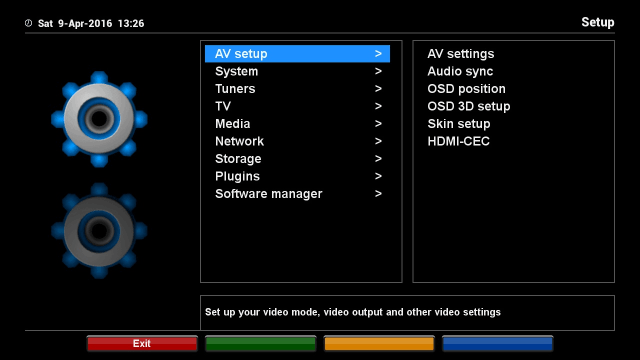 Sat 9-Apr-2016 13:26
Setup
AV setup >
System >
Tuners >
TV >
Media >
Network >
Storage >
Plugins >
Software manager >
AV settings
Audio sync
OSD position
OSD 3D setup
Skin setup
HDMI-CEC
Set up your video mode, video output and other video settings
Exit